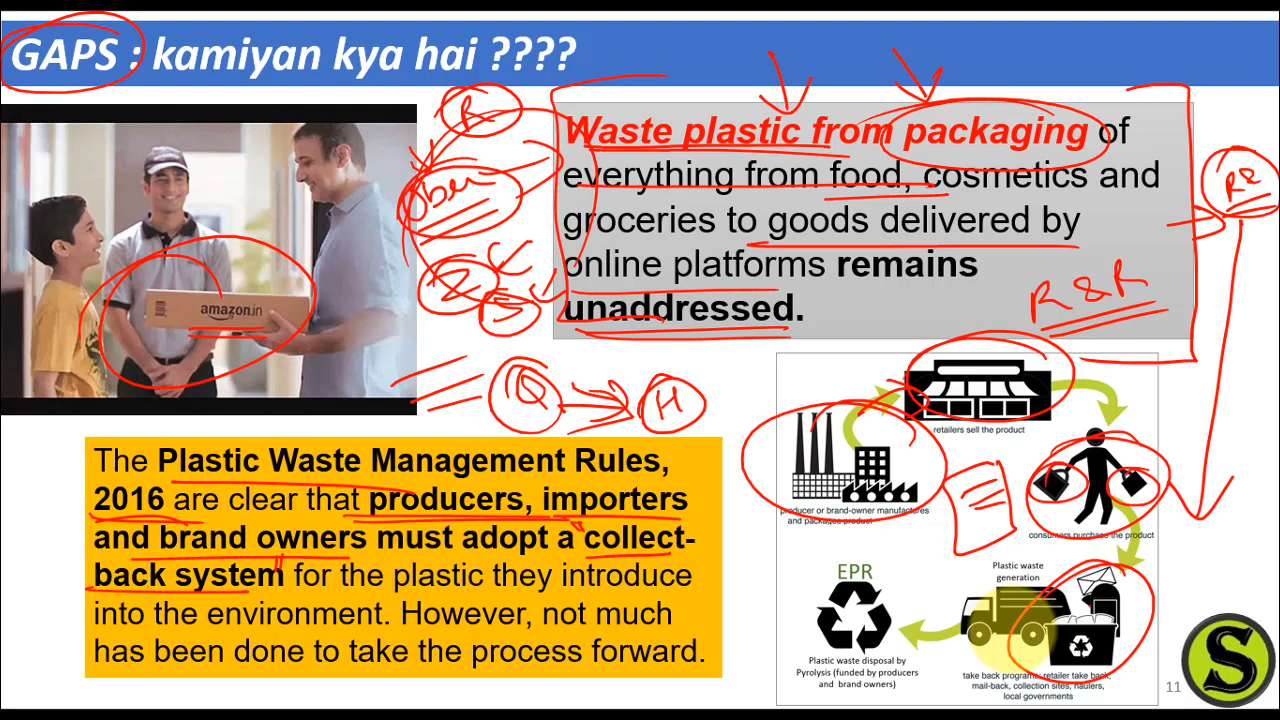 GAPS : kamiyan kya hai ????
R
Uber
Z
K
B
Q
H
amazon.in
Waste plastic from packaging of
everything from food, cosmetics and
groceries to goods delivered by
online platforms remains
unaddressed.
R & R
The Plastic Waste Management Rules,
2016 are clear that producers, importers
and brand owners must adopt a collect-
back system for the plastic they introduce
into the environment. However, not much
has been done to take the process forward.
retailers sell the product
producer or brand-owner manufactures
and packages product
consumers purchase the product
EPR
Plastic waste
generation
Plastic waste disposal by
Pyrolysis (funded by producers
and brand owners)
take back programs: retailer take back,
mail-back, collection sites, haulers,
local governments
11
S